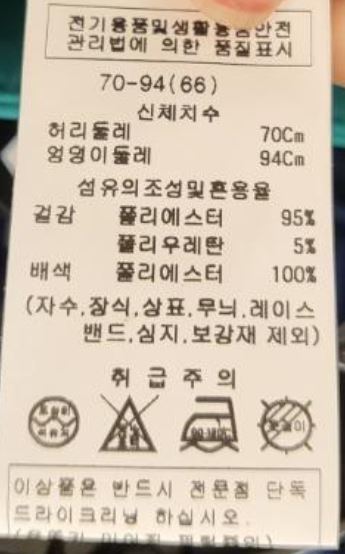 전기용품및생활용품안전
관리법에 의한 품질표시
70-94(66)
신체치수
허리둘레 70Cm
엉덩이둘레 94Cm
섬유의조성및혼용율
겉감 폴리에스터 95%
폴리우레탄 5%
배색 폴리에스터 100%
(자수.장식.상표.무늬.레이스
밴드.심지.보강재 제외)
취급주의
이상품은 반드시 전문점 단독
드라이크리닝 하십시오.